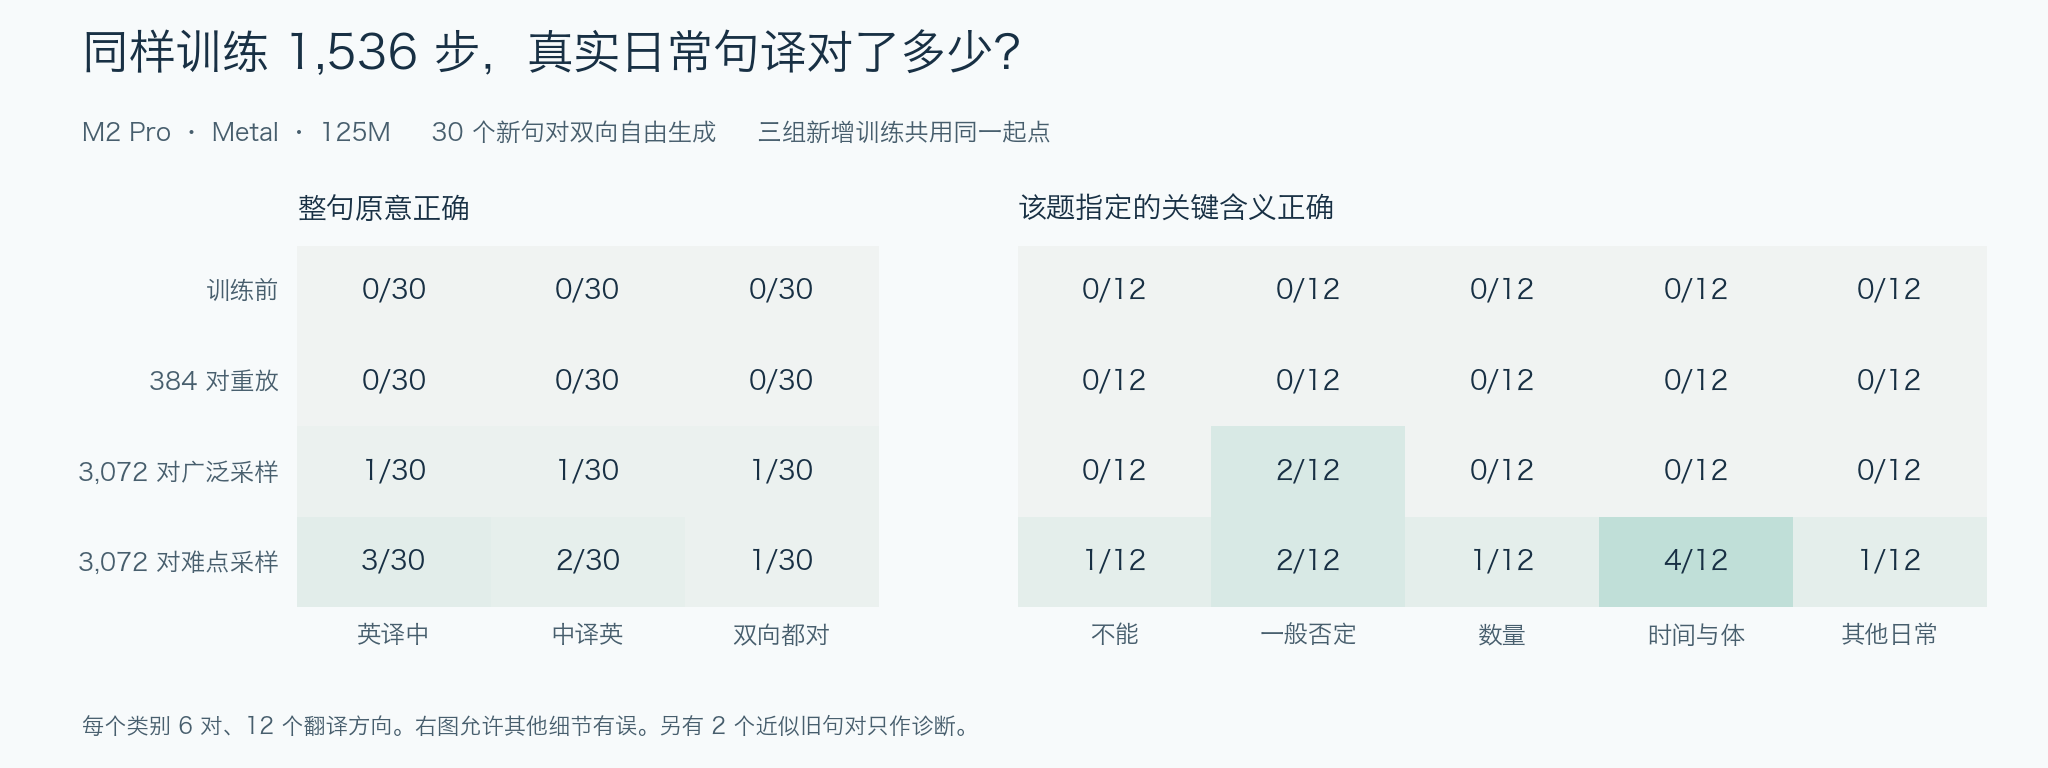 同样训练 1,536 步，真实日常句译对了多少？
M2 Pro · Metal · 125M 30 个新句对双向自由生成 三组新增训练共用同一起点
整句原意正确 该题指定的关键含义正确
训练前 0/30 0/30 0/30 0/12 0/12 0/12 0/12 0/12
384 对重放 0/30 0/30 0/30 0/12 0/12 0/12 0/12 0/12
3,072 对广泛采样 1/30 1/30 1/30 0/12 2/12 0/12 0/12 0/12
3,072 对难点采样 3/30 2/30 1/30 1/12 2/12 1/12 4/12 1/12
英译中 中译英 双向都对 不能 一般否定 数量 时间与体 其他日常
每个类别 6 对、12 个翻译方向。右图允许其他细节有误。另有 2 个近似旧句对只作诊断。